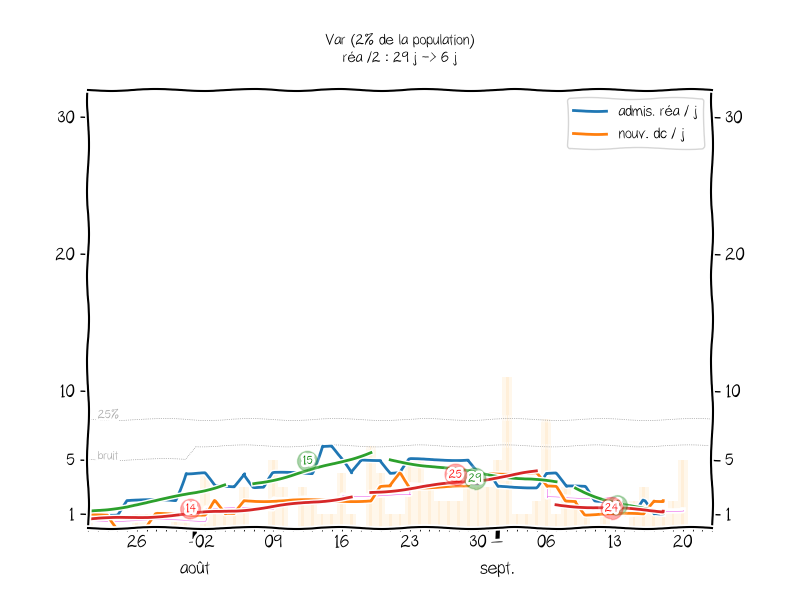 Var (2% de la population)
réa /2 : 29 j -> 6 j
admis. réa / j
nouv. dc / j
30 30
20 20
10 10
25%
bruit
5 5
1 1
15
25
29
14
24
26 02 09 16 23 30 06 13 20
août sept.